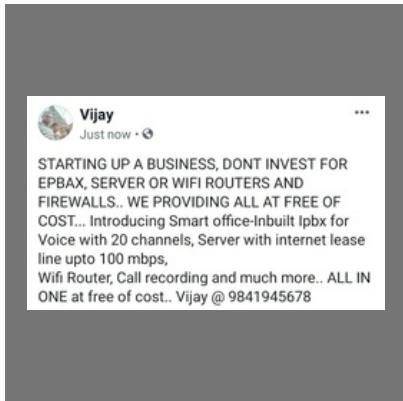 Vijay
Just now
STARTING UP A BUSINESS, DONT INVEST FOR
EPBAX, SERVER OR WIFI ROUTERS AND
FIREWALLS.. WE PROVIDING ALL AT FREE OF
COST... Introducing Smart office-Inbuilt Ipbx for
Voice with 20 channels, Server with internet lease
line upto 100 mbps,
Wifi Router, Call recording and much more.. ALL IN
ONE at free of cost.. Vijay @ 9841945678